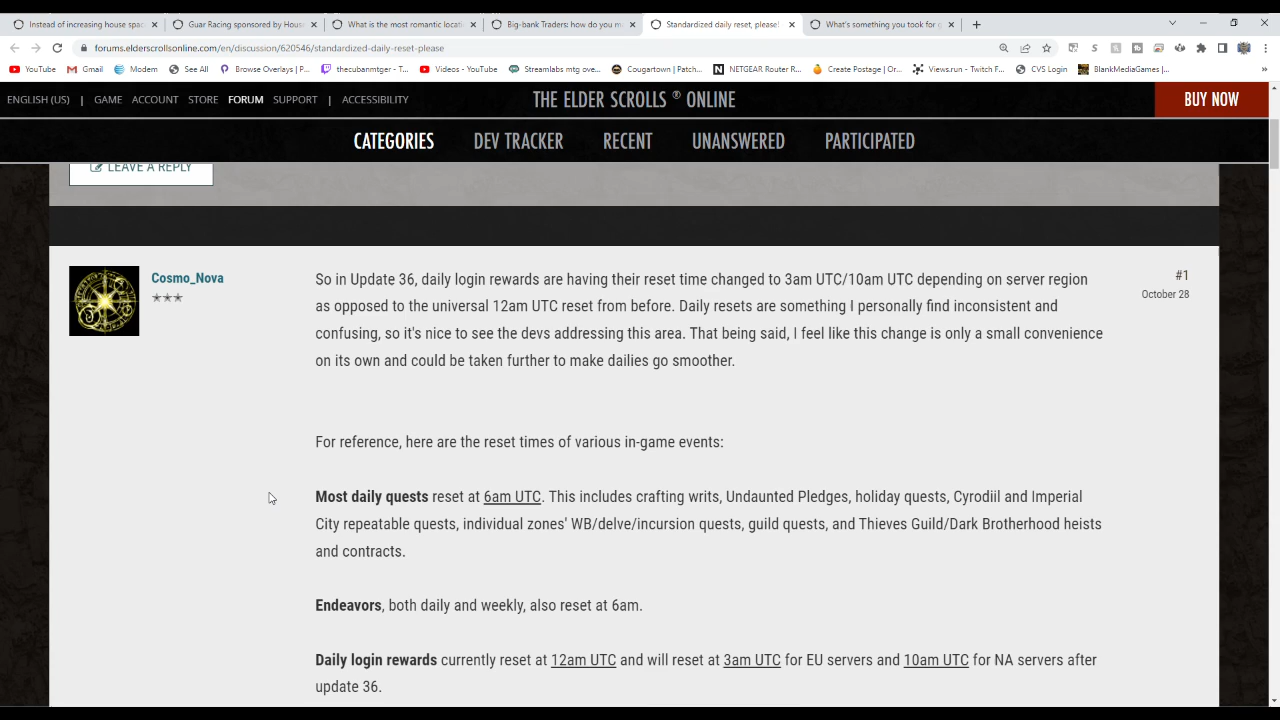 Instead of increasing house spac
Guar Racing sponsored by Hous
What is the most romantic locati
Big-bank Traders: how do you m
Standardized daily reset, please!
What's something you took for g
forums.elderscrollsonline.com/en/discussion/620546/standardized-daily-reset-please
YouTube
Gmail
Modem
See All
Browse Overlays | P...
thecubanmtger - T...
Videos - YouTube
Streamlabs mtg ove...
Cougartown | Patch...
NETGEAR Router R...
Create Postage | Or...
Views.run - Twitch F...
CVS Login
BlankMediaGames |...
ENGLISH (US) | GAME ACCOUNT STORE FORUM SUPPORT | ACCESSIBILITY
THE ELDER SCROLLS ® ONLINE
BUY NOW
CATEGORIES DEV TRACKER RECENT UNANSWERED PARTICIPATED
LEAVE A REPLY
Cosmo_Nova
#1
October 28
So in Update 36, daily login rewards are having their reset time changed to 3am UTC/10am UTC depending on server region
as opposed to the universal 12am UTC reset from before. Daily resets are something I personally find inconsistent and
confusing, so it's nice to see the devs addressing this area. That being said, I feel like this change is only a small convenience
on its own and could be taken further to make dailies go smoother.
For reference, here are the reset times of various in-game events:
Most daily quests reset at 6am UTC. This includes crafting writs, Undaunted Pledges, holiday quests, Cyrodiil and Imperial
City repeatable quests, individual zones' WB/delve/incursion quests, guild quests, and Thieves Guild/Dark Brotherhood heists
and contracts.
Endeavors, both daily and weekly, also reset at 6am.
Daily login rewards currently reset at 12am UTC and will reset at 3am UTC for EU servers and 10am UTC for NA servers after
update 36.